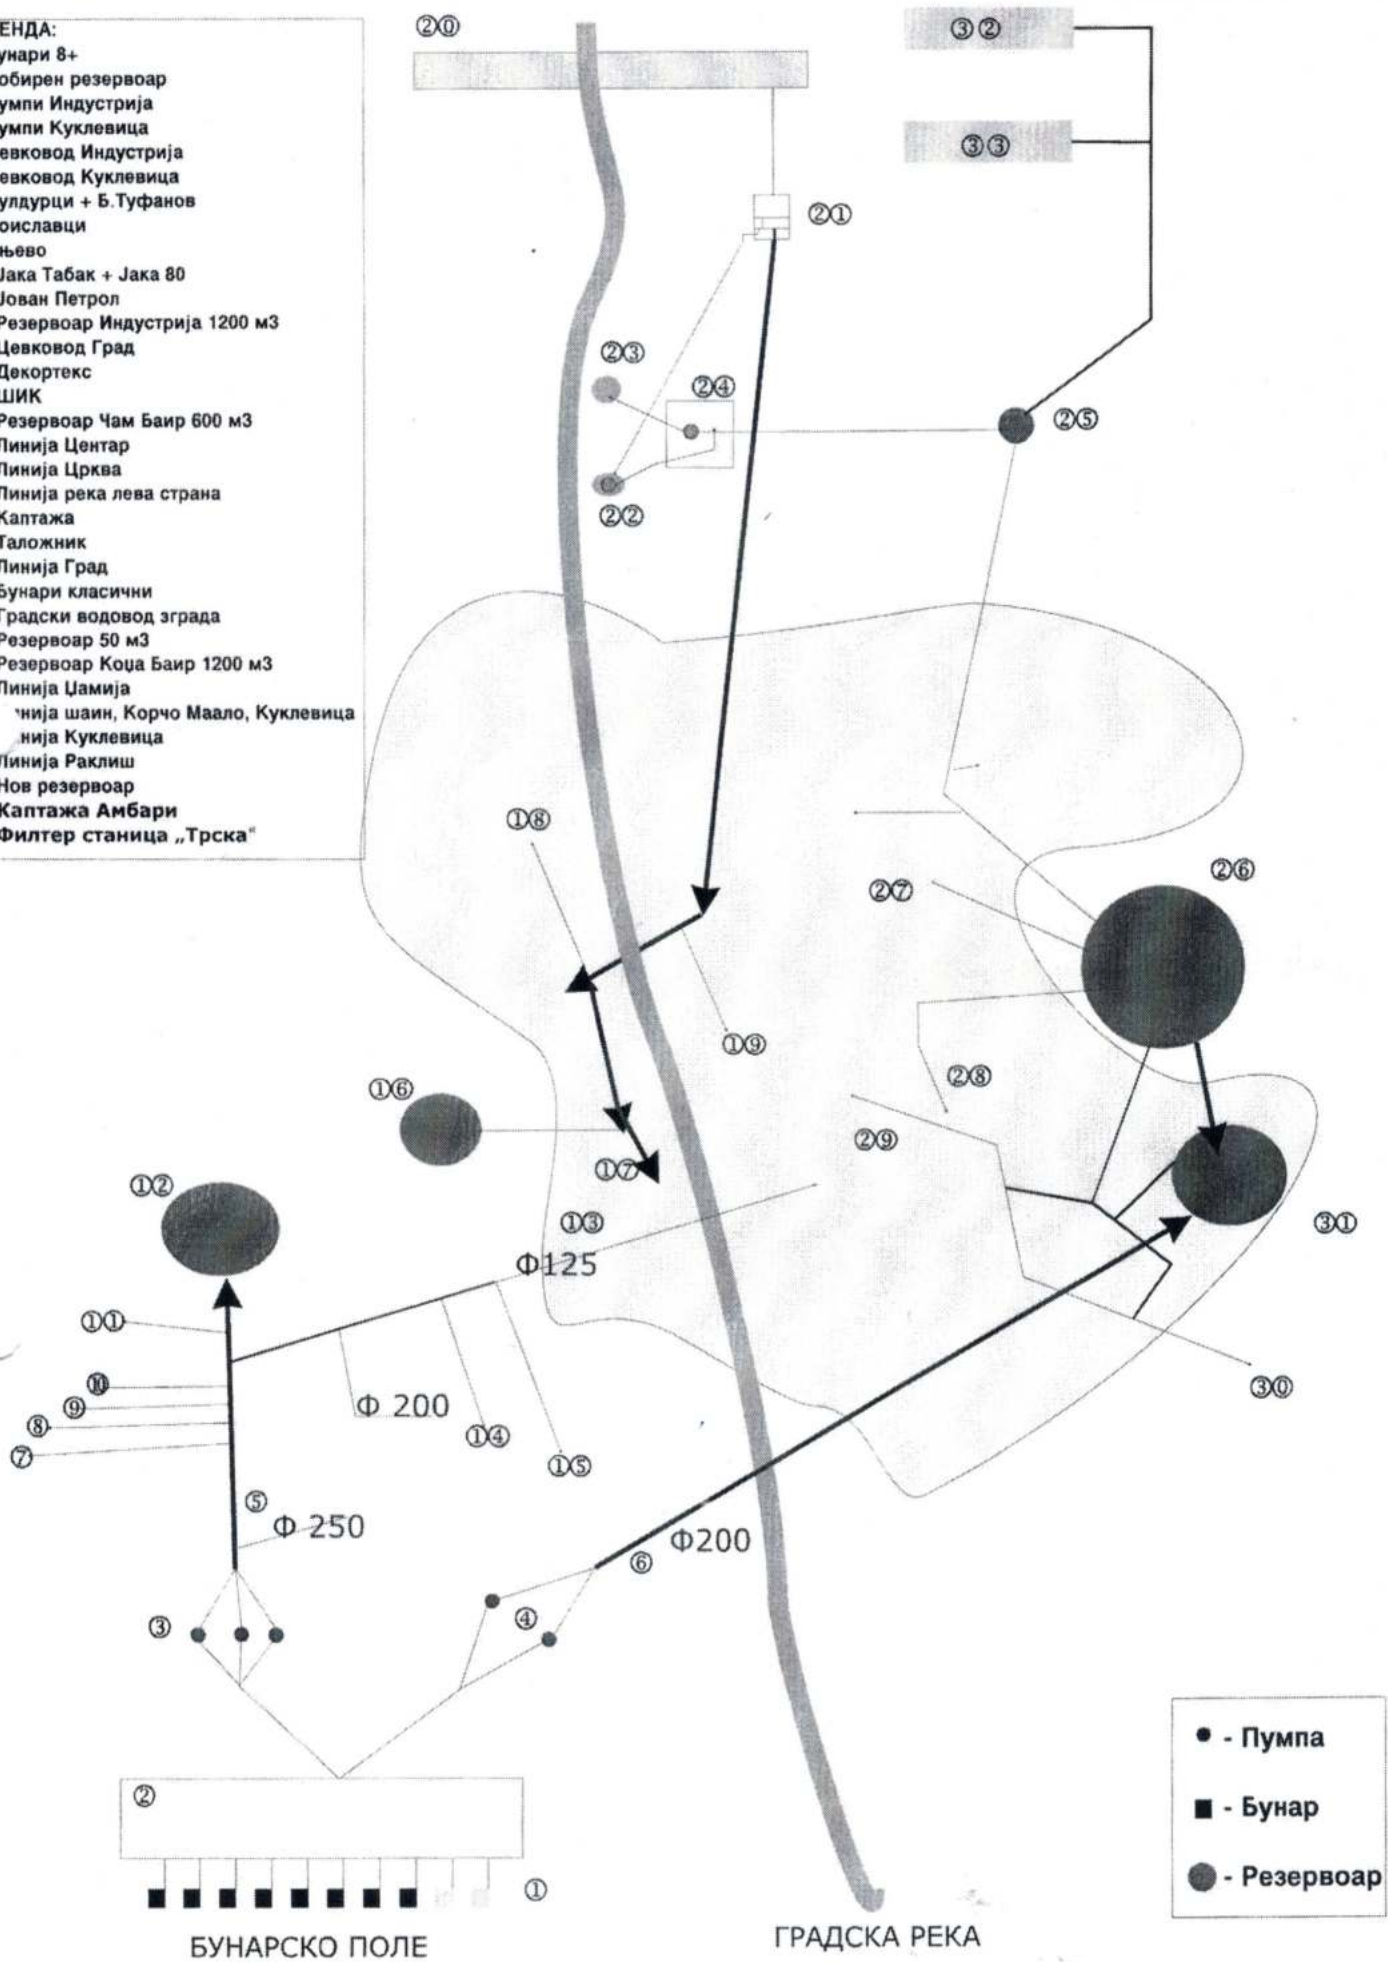 ЕНДА:
унари 8+
обирен резервоар
умпи Индустрија
умпи Куклевица
евковод Индустрија
евковод Куклевица
улдурци + Б.Туфанов
оиславци
њево
Јака Табак + Јака 80
Јован Петрол
Резервоар Индустрија 1200 м3
Цевковод Град
Декортекс
ШИК
Резервоар Чам Баир 600 м3
Линија Центар
Линија Црква
Линија река лева страна
Каптажа
Таложник
Линија Град
Бунари класични
Градски водовод зграда
Резервоар 50 м3
Резервоар Коџа Баир 1200 м3
Линија Џамија
нија шаин, Корчо Маало, Куклевица
нија Куклевица
Линија Раклиш
Нов резервоар
Каптажа Амбари
Филтер станица „Трска“
②⓪
③②
③③
②①
②③
②④
②⑤
②②
①⑧
②⑥
②⑦
①⑨
②⑧
①⑥
②⑨
①⑦
①②
①③
③①
Ф125
①①
⑩
③⓪
⑨
Ф 200
⑧
①④
⑦
①⑤
⑤
Ф 250
Ф200
⑥
④
③
②
①
БУНАРСКО ПОЛЕ
ГРАДСКА РЕКА
- Пумпа
- Бунар
- Резервоар